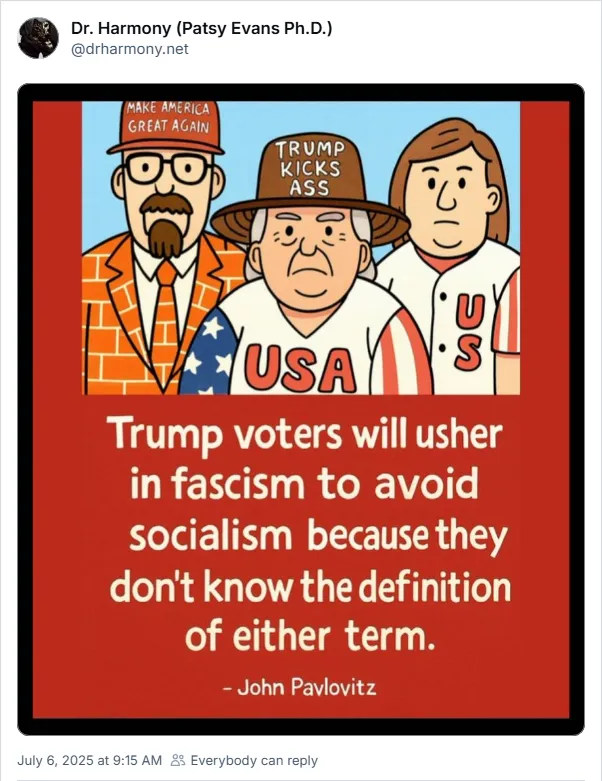 Dr. Harmony (Patsy Evans Ph.D.)
@drharmony.net
MAKE AMERICA
GREAT AGAIN
TRUMP
KICKS
ASS
USA
U
S
Trump voters will usher
in fascism to avoid
socialism because they
don't know the definition
of either term.
– John Pavlovitz
July 6, 2025 at 9:15 AM Everybody can reply